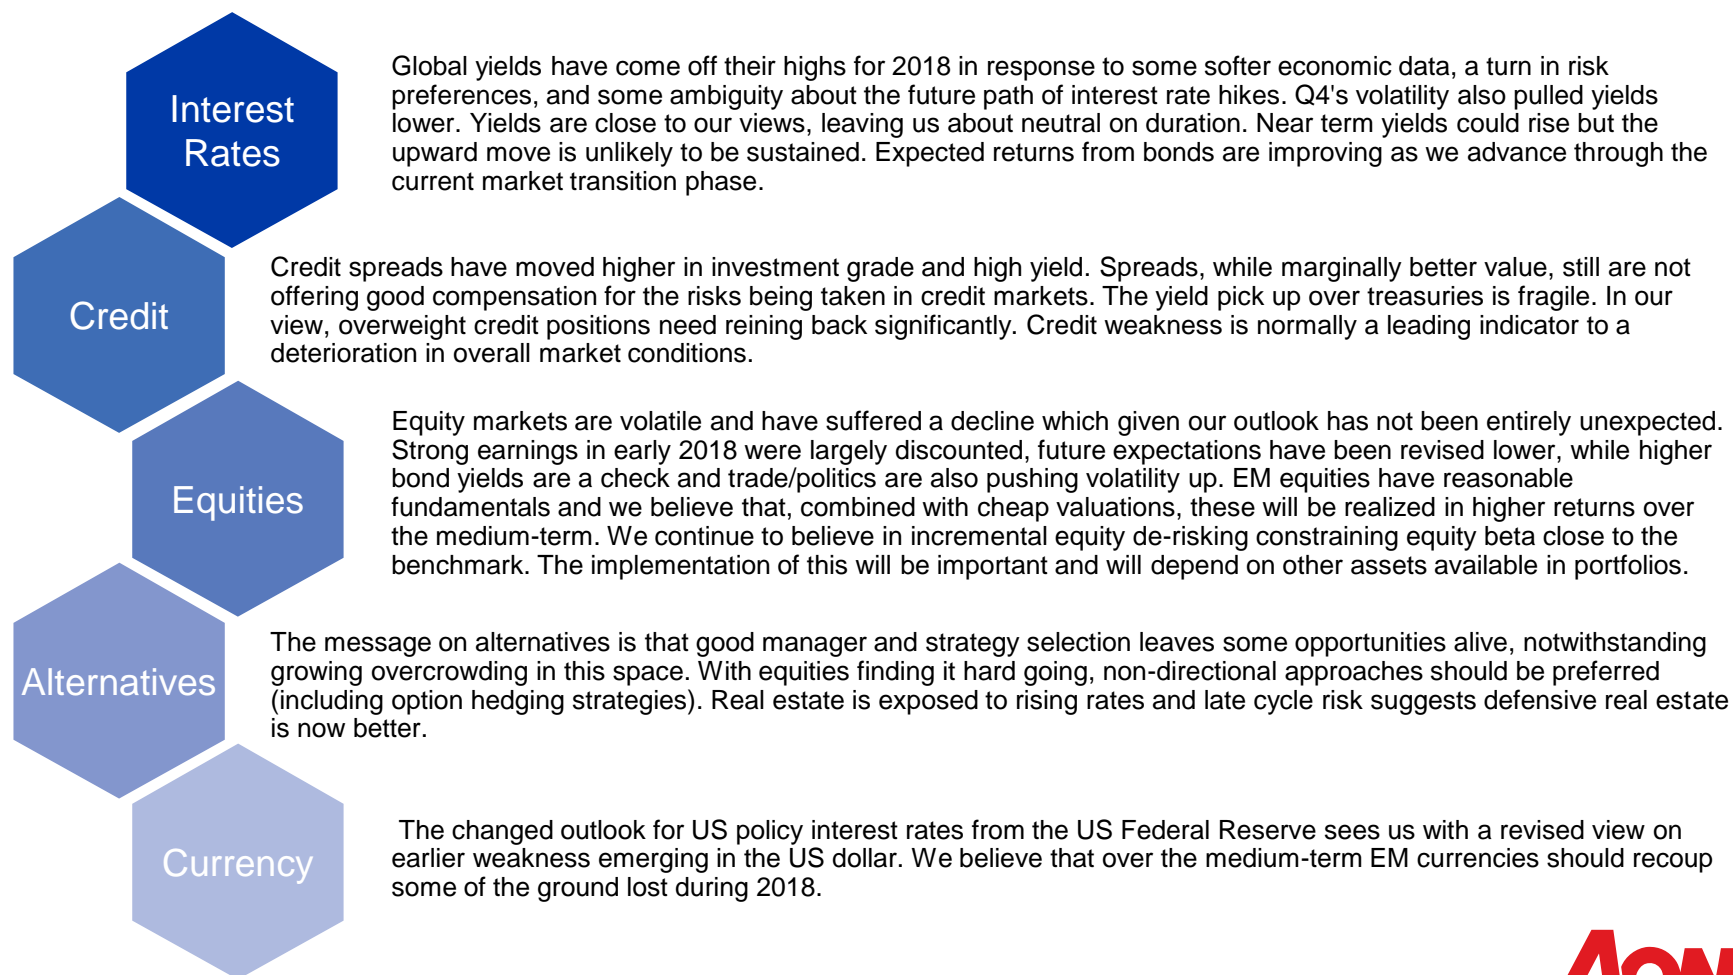 Interest
Rates
Global yields have come off their highs for 2018 in response to some softer economic data, a turn in risk
preferences, and some ambiguity about the future path of interest rate hikes. Q4's volatility also pulled yields
lower. Yields are close to our views, leaving us about neutral on duration. Near term yields could rise but the
upward move is unlikely to be sustained. Expected returns from bonds are improving as we advance through the
current market transition phase.
Credit
Credit spreads have moved higher in investment grade and high yield. Spreads, while marginally better value, still are not
offering good compensation for the risks being taken in credit markets. The yield pick up over treasuries is fragile. In our
view, overweight credit positions need reining back significantly. Credit weakness is normally a leading indicator to a
deterioration in overall market conditions.
Equities
Equity markets are volatile and have suffered a decline which given our outlook has not been entirely unexpected.
Strong earnings in early 2018 were largely discounted, future expectations have been revised lower, while higher
bond yields are a check and trade/politics are also pushing volatility up. EM equities have reasonable
fundamentals and we believe that, combined with cheap valuations, these will be realized in higher returns over
the medium-term. We continue to believe in incremental equity de-risking constraining equity beta close to the
benchmark. The implementation of this will be important and will depend on other assets available in portfolios.
Alternatives
The message on alternatives is that good manager and strategy selection leaves some opportunities alive, notwithstanding
growing overcrowding in this space. With equities finding it hard going, non-directional approaches should be preferred
(including option hedging strategies). Real estate is exposed to rising rates and late cycle risk suggests defensive real estate
is now better.
Currency
The changed outlook for US policy interest rates from the US Federal Reserve sees us with a revised view on
earlier weakness emerging in the US dollar. We believe that over the medium-term EM currencies should recoup
some of the ground lost during 2018.
AON